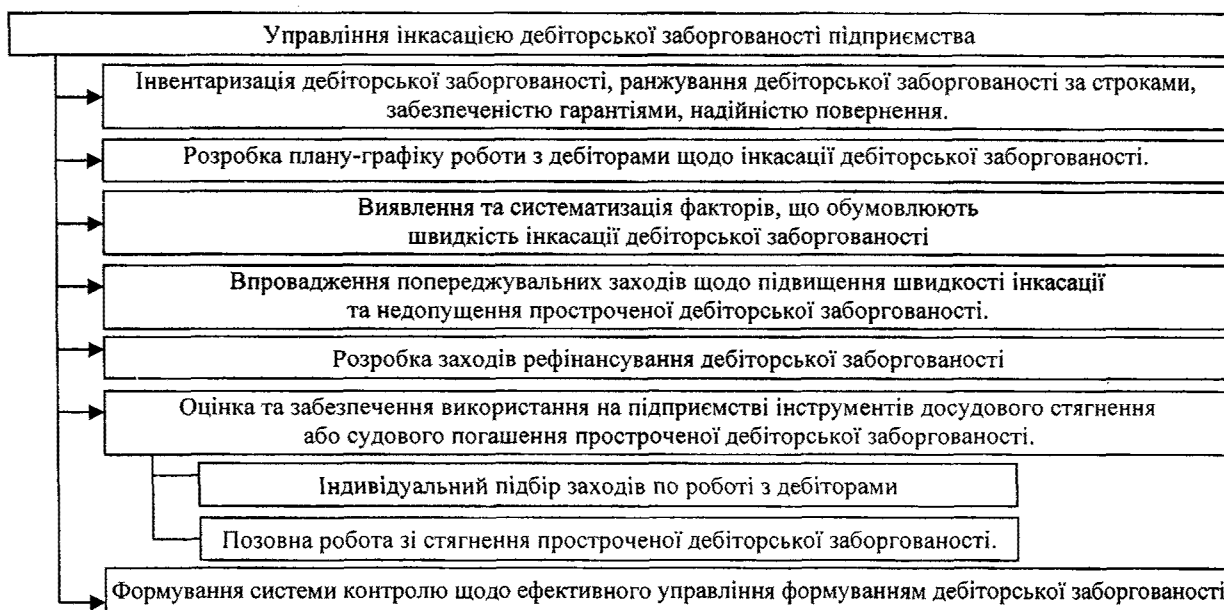 Управління інкасацією дебіторської заборгованості підприємства
Інвентаризація дебіторської заборгованості, ранжування дебіторської заборгованості за строками,
забезпеченістю гарантіями, надійністю повернення.
Розробка плану-графіку роботи з дебіторами щодо інкасації дебіторської заборгованості.
Виявлення та систематизація факторів, що обумовлюють
швидкість інкасації дебіторської заборгованості
Впровадження попереджувальних заходів щодо підвищення швидкості інкасації
та недопущення простроченої дебіторської заборгованості.
Розробка заходів рефінансування дебіторської заборгованості
Оцінка та забезпечення використання на підприємстві інструментів досудового стягнення
або судового погашення простроченої дебіторської заборгованості.
Індивідуальний підбір заходів по роботі з дебіторами
Позовна робота зі стягнення простроченої дебіторської заборгованості.
Формування системи контролю щодо ефективного управління формуванням дебіторської заборгованості